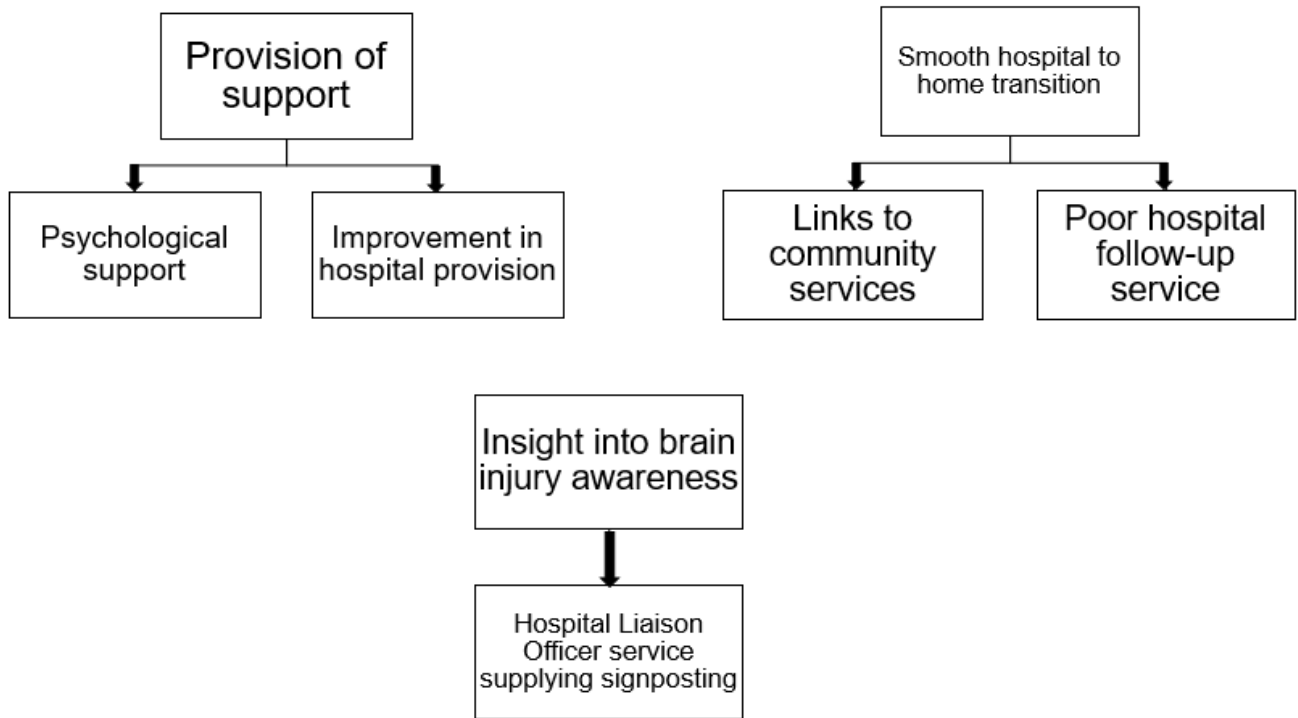 Provision of
support
Smooth hospital to
home transition
Psychological
support
Improvement in
hospital provision
Links to
community
services
Poor hospital
follow-up
service
Insight into brain
injury awareness
Hospital Liaison
Officer service
supplying signposting